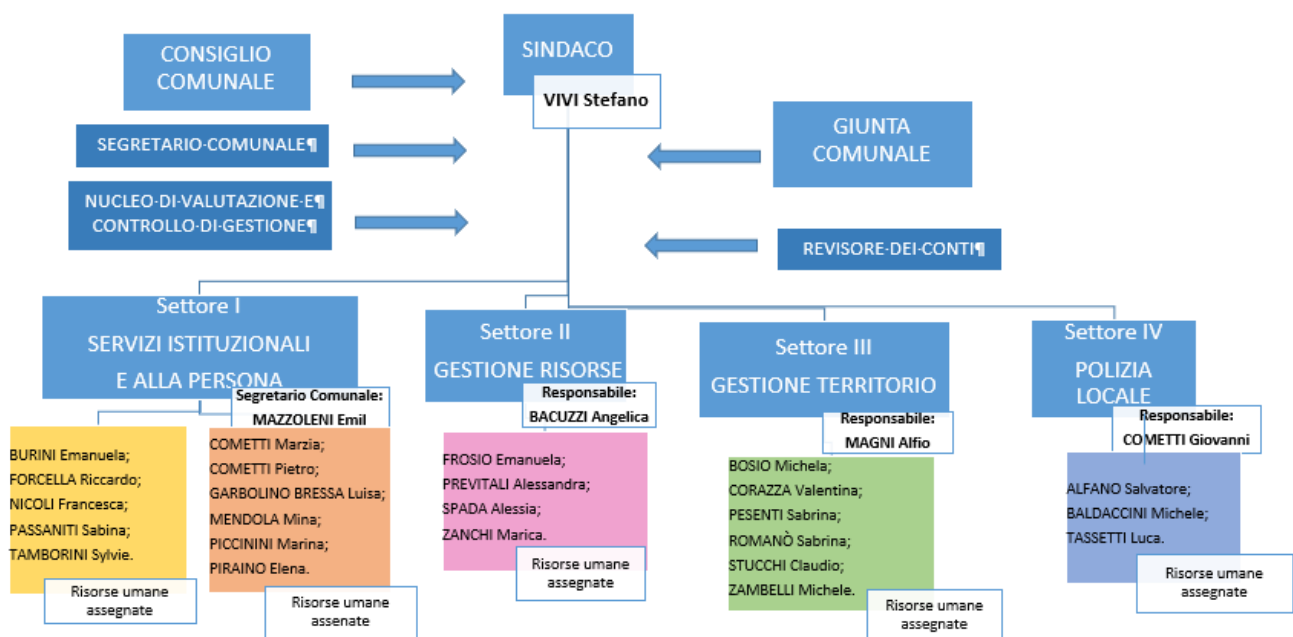 CONSIGLIO
COMUNALE
SINDACO
VIVI Stefano
SEGRETARIO·COMUNALE¶
GIUNTA
COMUNALE
NUCLEO·DI·VALUTAZIONE·E¶
CONTROLLO·DI·GESTIONE¶
REVISORE·DEI·CONTI¶
Settore I
SERVIZI ISTITUZIONALI
E ALLA PERSONA
Segretario Comunale:
MAZZOLENI Emil
BURINI Emanuela;
FORCELLA Riccardo;
NICOLI Francesca;
PASSANITI Sabina;
TAMBORINI Sylvie.
Risorse umane
assegnate
COMETTI Marzia;
COMETTI Pietro;
GARBOLINO BRESSA Luisa;
MENDOLA Mina;
PICCININI Marina;
PIRAINO Elena.
Risorse umane
assenate
Settore II
GESTIONE RISORSE
Responsabile:
BACUZZI Angelica
FROSIO Emanuela;
PREVITALI Alessandra;
SPADA Alessia;
ZANCHI Marica.
Risorse umane
assegnate
Settore III
GESTIONE TERRITORIO
Responsabile:
MAGNI Alfio
BOSIO Michela;
CORAZZA Valentina;
PESENTI Sabrina;
ROMANÒ Sabrina;
STUCCHI Claudio;
ZAMBELLI Michele.
Risorse umane
assegnate
Settore IV
POLIZIA
LOCALE
Responsabile:
COMETTI Giovanni
ALFANO Salvatore;
BALDACCINI Michele;
TASSETTI Luca.
Risorse umane
assegnate